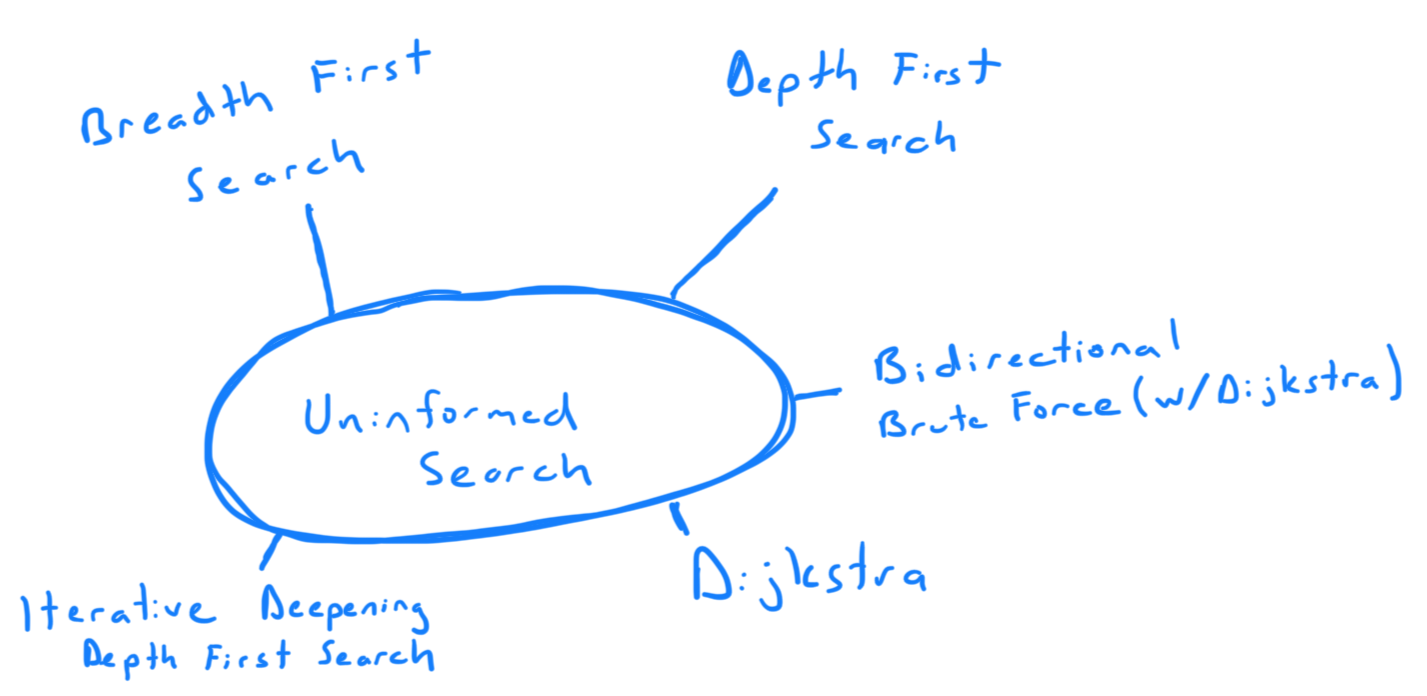 Breadth First
Search
Depth First
Search
Bidirectional
Brute Force (w/Dijkstra)
Uninformed
Search
Dijkstra
Iterative Deepening
Depth First Search